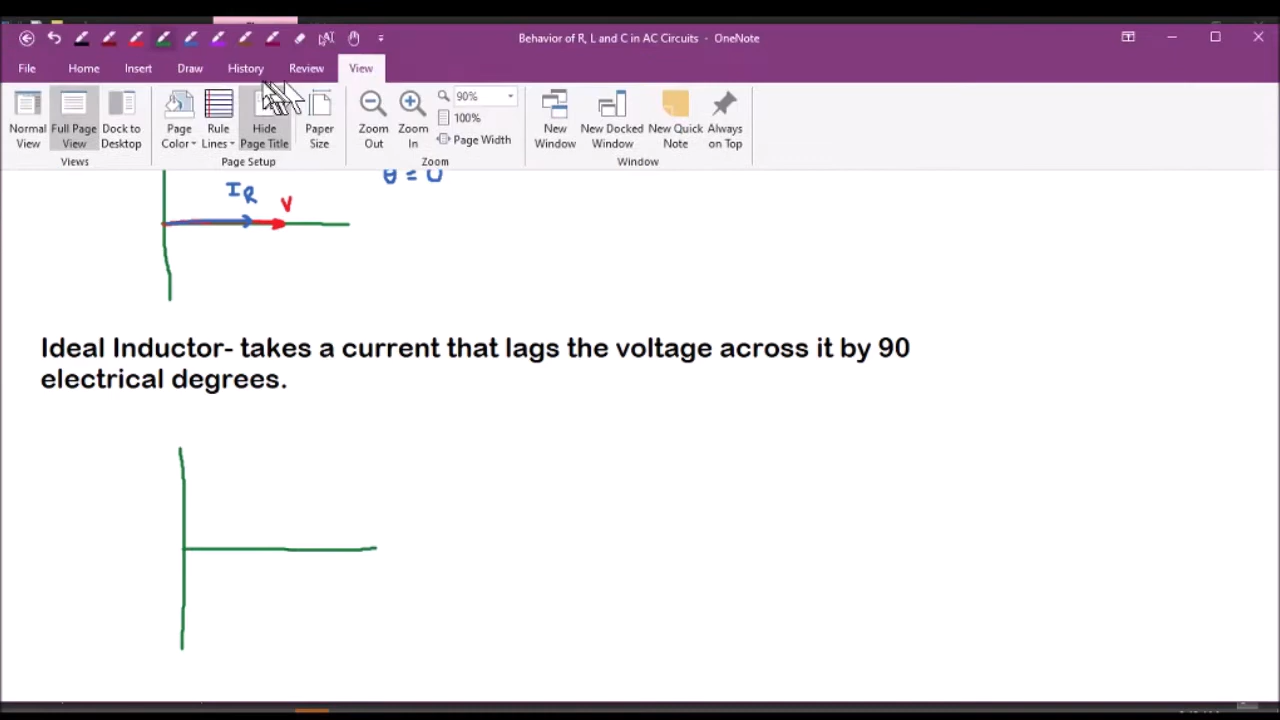 Behavior of R, L and C in AC Circuits - OneNote
File Home Insert Draw History Review View
Normal View
Full Page View
Dock to Desktop
Views
Page Color
Rule Lines
Hide Page Title
Paper Size
Page Setup
Zoom Out
Zoom In
90%
100%
Page Width
Zoom
New Window
New Docked Window
New Quick Note
Always on Top
Window
θ = 0
I R
V
Ideal Inductor- takes a current that lags the voltage across it by 90
electrical degrees.